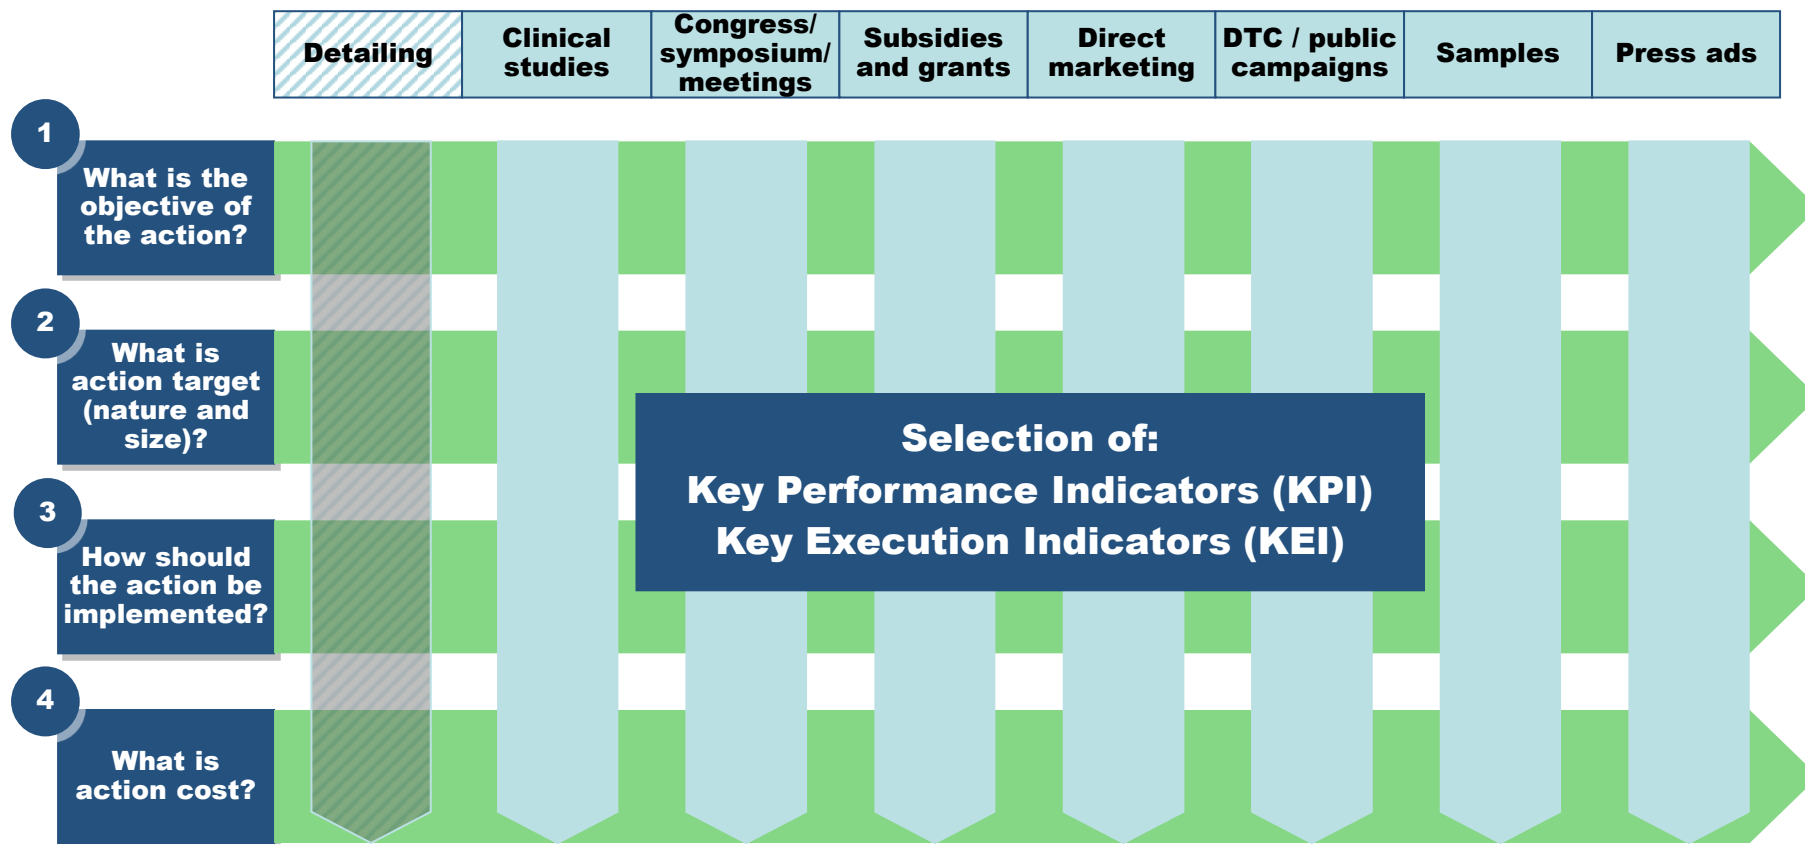 Detailing
Clinical
studies
Congress/
symposium/
meetings
Subsidies
and grants
Direct
marketing
DTC / public
campaigns
Samples
Press ads
1
What is the
objective of
the action?
2
What is
action target
(nature and
size)?
3
How should
the action be
implemented?
4
What is
action cost?
Selection of:
Key Performance Indicators (KPI)
Key Execution Indicators (KEI)